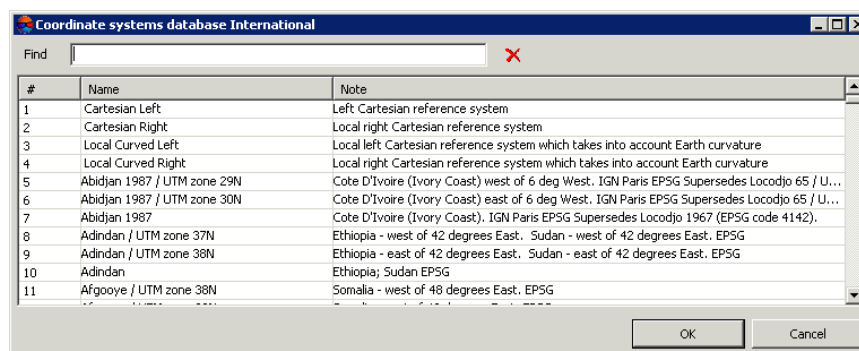 Coordinate systems database International
Find
# Name Note
1 Cartesian Left Left Cartesian reference system
2 Cartesian Right Local right Cartesian reference system
3 Local Curved Left Local left Cartesian reference system which takes into account Earth curvature
4 Local Curved Right Local right Cartesian reference system which takes into account Earth curvature
5 Abidjan 1987 / UTM zone 29N Cote D'Ivoire (Ivory Coast) west of 6 deg West. IGN Paris EPSG Supersedes Locodjo 65 / U...
6 Abidjan 1987 / UTM zone 30N Cote D'Ivoire (Ivory Coast) east of 6 deg West. IGN Paris EPSG Supersedes Locodjo 65 / U...
7 Abidjan 1987 Cote D'Ivoire (Ivory Coast). IGN Paris EPSG Supersedes Locodjo 1967 (EPSG code 4142).
8 Adindan / UTM zone 37N Ethiopia - west of 42 degrees East. Sudan - west of 42 degrees East. EPSG
9 Adindan / UTM zone 38N Ethiopia - east of 42 degrees East. Sudan - east of 42 degrees East. EPSG
10 Adindan Ethiopia; Sudan EPSG
11 Afgooye / UTM zone 38N Somalia - west of 48 degrees East. EPSG
OK Cancel